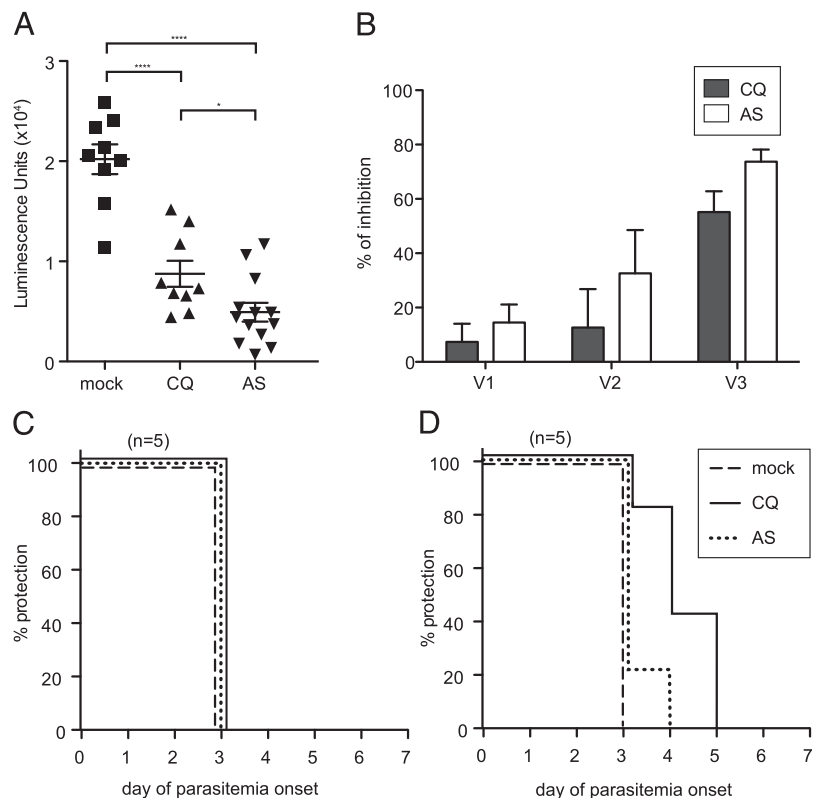 A
Luminescence Units (x10⁴)
3
2
1
0
****
****
*
mock CQ AS
B
% of inhibition
100
80
60
40
20
0
CQ
AS
V1 V2 V3
C
(n=5)
% protection
100
80
60
40
20
0
0 1 2 3 4 5 6 7
day of parasitemia onset
D
(n=5)
% protection
100
80
60
40
20
0
0 1 2 3 4 5 6 7
day of parasitemia onset
mock
CQ
AS